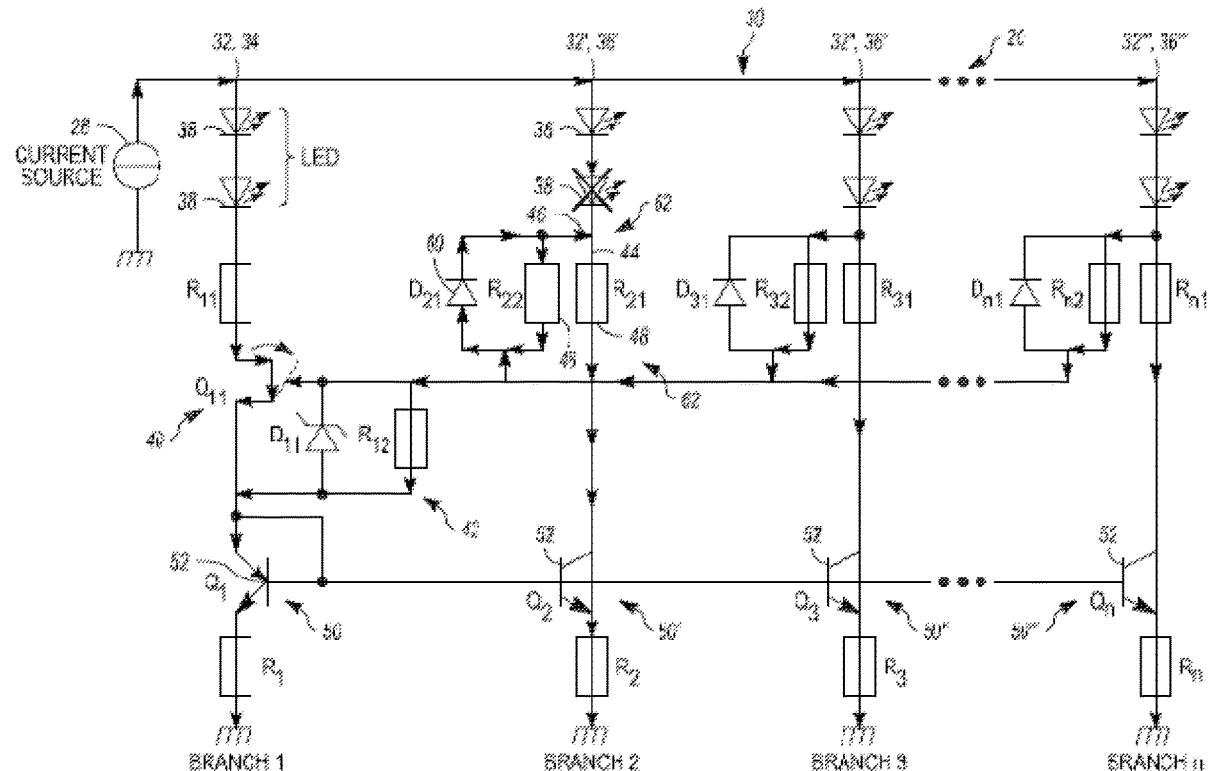 30
32, 34
32', 36'
32", 36"
20
32''', 36'''
28
CURRENT
SOURCE
38
38
LED
38
38
46
62
60
44
R11
D21
R22
R21
D31
R32
R31
Dn1
Rn2
Rn1
48
45
Q11
62
40
D11
R12
42
52
Q1
50
52
Q2
50'
52
Q3
50"
50'''
Qn
R1
R2
R3
Rn
BRANCH 1
BRANCH 2
BRANCH 3
BRANCH n